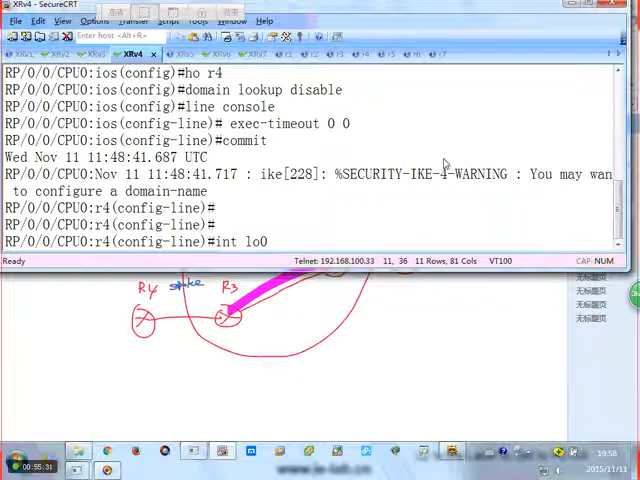 XRv4 - SecureCRT
File Edit View Options Transfer Script Tools Window Help
Enter host <Alt+R>
XRv1 XRv2 XRv3 XRv4 × XRv5 XRv6 XRv7 r1 r2 r3 r4 r5 r6 r7
RP/0/0/CPU0:ios(config)#ho r4
RP/0/0/CPU0:ios(config)#domain lookup disable
RP/0/0/CPU0:ios(config)#line console
RP/0/0/CPU0:ios(config-line)# exec-timeout 0 0
RP/0/0/CPU0:ios(config-line)#commit
Wed Nov 11 11:48:41.687 UTC
RP/0/0/CPU0:Nov 11 11:48:41.717 : ike[228]: %SECURITY-IKE-4-WARNING : You may wan
to configure a domain-name
RP/0/0/CPU0:r4(config-line)#
RP/0/0/CPU0:r4(config-line)#
RP/0/0/CPU0:r4(config-line)#int lo0
Ready Telnet: 192.168.100.33 11, 36 11 Rows, 81 Cols VT100 CAP NUM
无标题页
R4 R3
无标题页
无标题页
无标题页
00:55:31
19:58
2015/11/11
www.ie-lab.cn